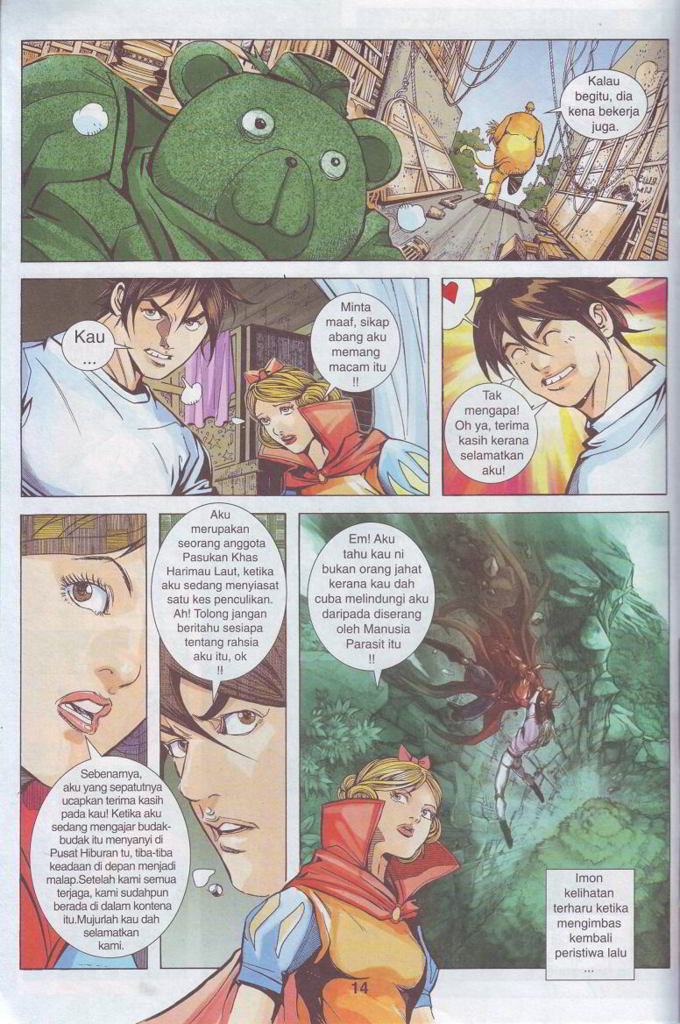 Kalau
begitu, dia
kena bekerja
juga.
Kau
...
Minta
maaf, sikap
abang aku
memang
macam itu
!!
Tak
mengapa!
Oh ya, terima
kasih kerana
selamatkan
aku!
Sebenarnya,
aku yang sepatutnya
ucapkan terima kasih
pada kau! Ketika aku
sedang mengajar budak-
budak itu menyanyi di
Pusat Hiburan tu, tiba-tiba
keadaan di depan menjadi
malap.Setelah kami semua
terjaga, kami sudahpun
berada di dalam kontena
itu.Mujurlah kau dah
selamatkan
kami.
Aku
merupakan
seorang anggota
Pasukan Khas
Harimau Laut, ketika
aku sedang menyiasat
satu kes penculikan.
Ah! Tolong jangan
beritahu sesiapa
tentang rahsia
aku itu, ok
!!
Em! Aku
tahu kau ni
bukan orang jahat
kerana kau dah
cuba melindungi aku
daripada diserang
oleh Manusia
Parasit itu
!!
Imon
kelihatan
terharu ketika
mengimbas
kembali
peristiwa lalu
...
14